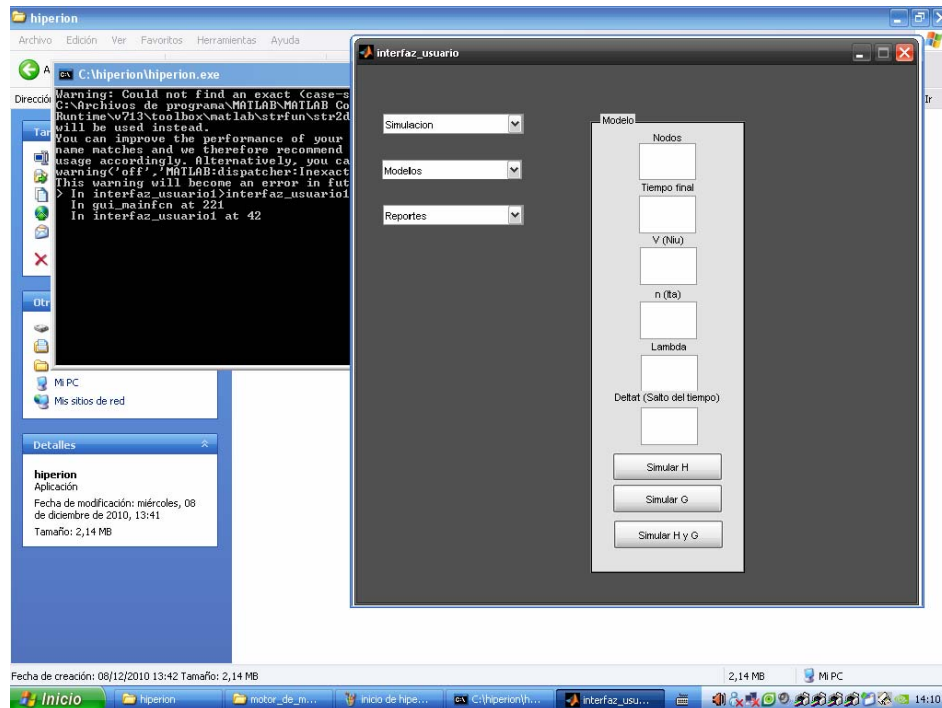 hiperion
Archivo Edición Ver Favoritos Herramientas Ayuda
A
Dirección
Ir
C:\hiperion\hiperion.exe
Warning: Could not find an exact (case-s
C:\Archivos de programa\MATLAB\MATLAB Co
Runtime\v713\toolbox\matlab\strfun\str2d
will be used instead.
You can improve the performance of your
name matches and we therefore recommend
usage accordingly. Alternatively, you ca
warning('off','MATLAB:dispatcher:Inexact
This warning will become an error in fut
> In interfaz_usuario1>interfaz_usuario1
In gui_mainfcn at 221
In interfaz_usuario1 at 42
Tar
Otr
Mi PC
Mis sitios de red
Detalles
hiperion
Aplicación
Fecha de modificación: miércoles, 08
de diciembre de 2010, 13:41
Tamaño: 2,14 MB
interfaz_usuario
Simulacion
Modelos
Reportes
Modelo
Nodos
Tiempo final
V (Niu)
n (Ita)
Lambda
Deltat (Salto del tiempo)
Simular H
Simular G
Simular H y G
Fecha de creación: 08/12/2010 13:42 Tamaño: 2,14 MB
2,14 MB
Mi PC
Inicio
hiperion
motor_de_m...
inicio de hipe...
C:\hiperion\h...
interfaz_usu...
14:10